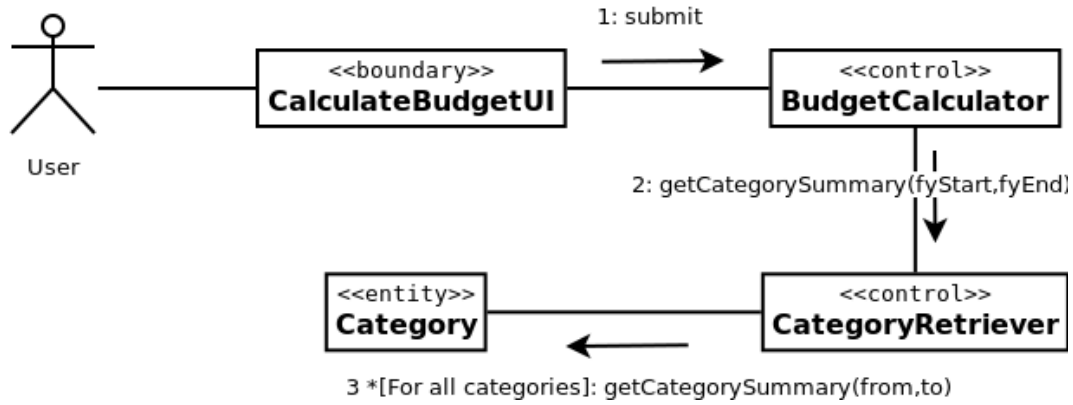 1: submit
<<boundary>>
CalculateBudgetUI
<<control>>
BudgetCalculator
User
2: getCategorySummary(fyStart,fyEnd)
<<entity>>
Category
<<control>>
CategoryRetriever
3 *[For all categories]: getCategorySummary(from,to)